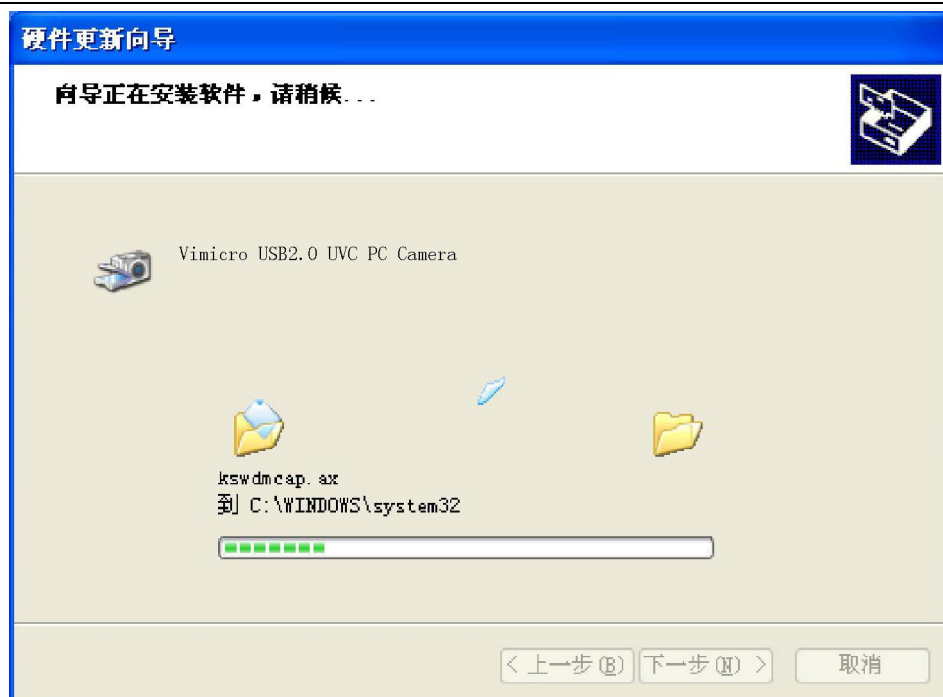 硬件更新向导
向导正在安装软件，请稍候...
Vimicro USB2.0 UVC PC Camera
kswdmcap.ax
到 C:\WINDOWS\system32
< 上一步(B) 下一步(N) > 取消